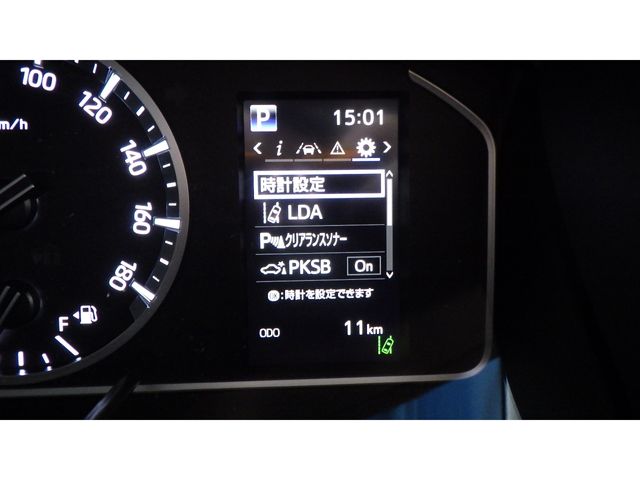 100
120
140
160
180
m/h
F
P 15:01
i
時計設定
LDA
P クリアランスソナー
PKSB On
OK:時計を設定できます
ODO 11km